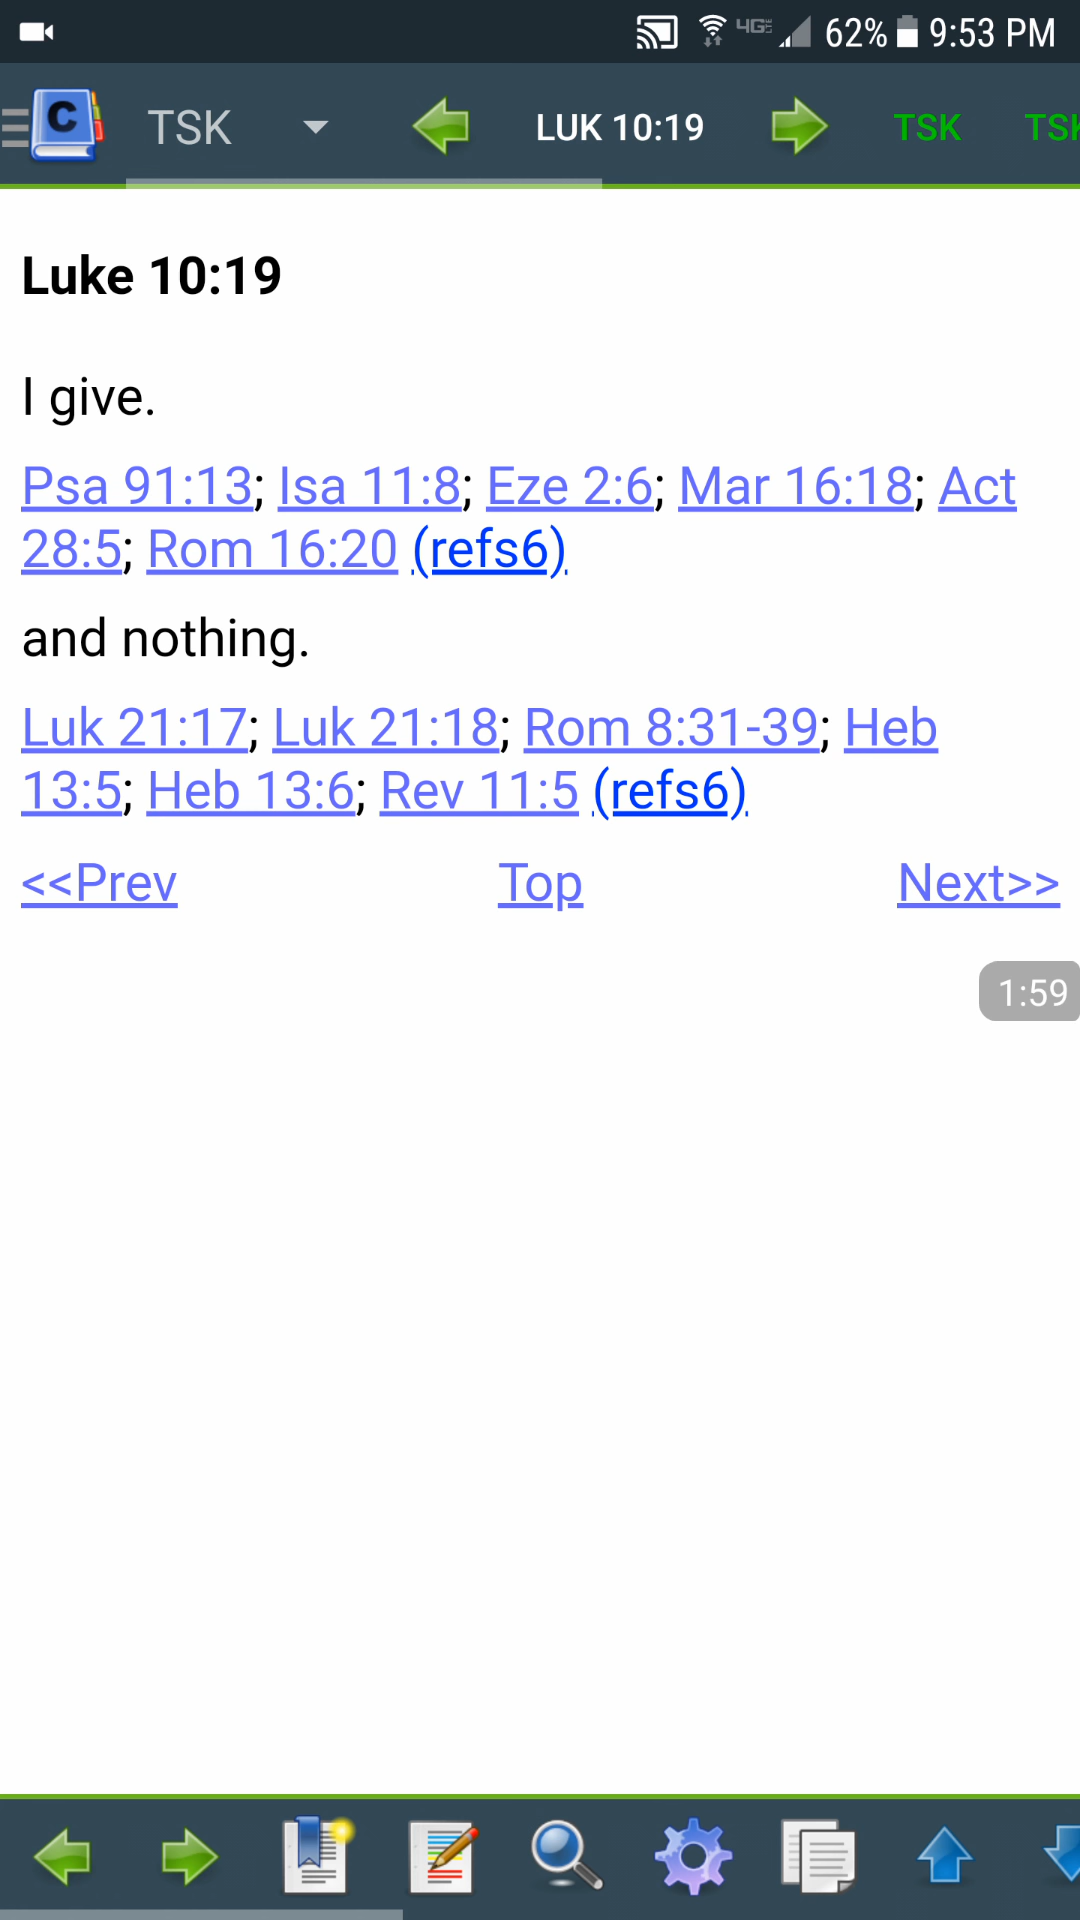 4G 62% 9:53 PM
C TSK LUK 10:19 TSK
Luke 10:19
I give.
Psa 91:13; Isa 11:8; Eze 2:6; Mar 16:18; Act
28:5; Rom 16:20 (refs6)
and nothing.
Luk 21:17; Luk 21:18; Rom 8:31-39; Heb
13:5; Heb 13:6; Rev 11:5 (refs6)
<<Prev Top Next>>
1:59